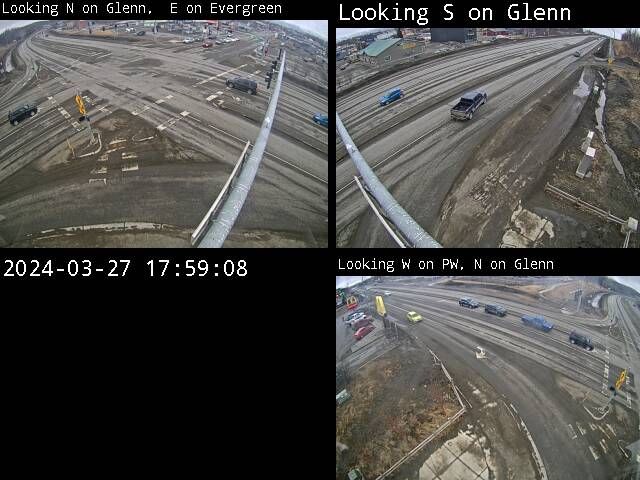 Looking N on Glenn,  E on Evergreen
Looking S on Glenn
2024-03-27 17:59:08
Looking W on PW, N on Glenn